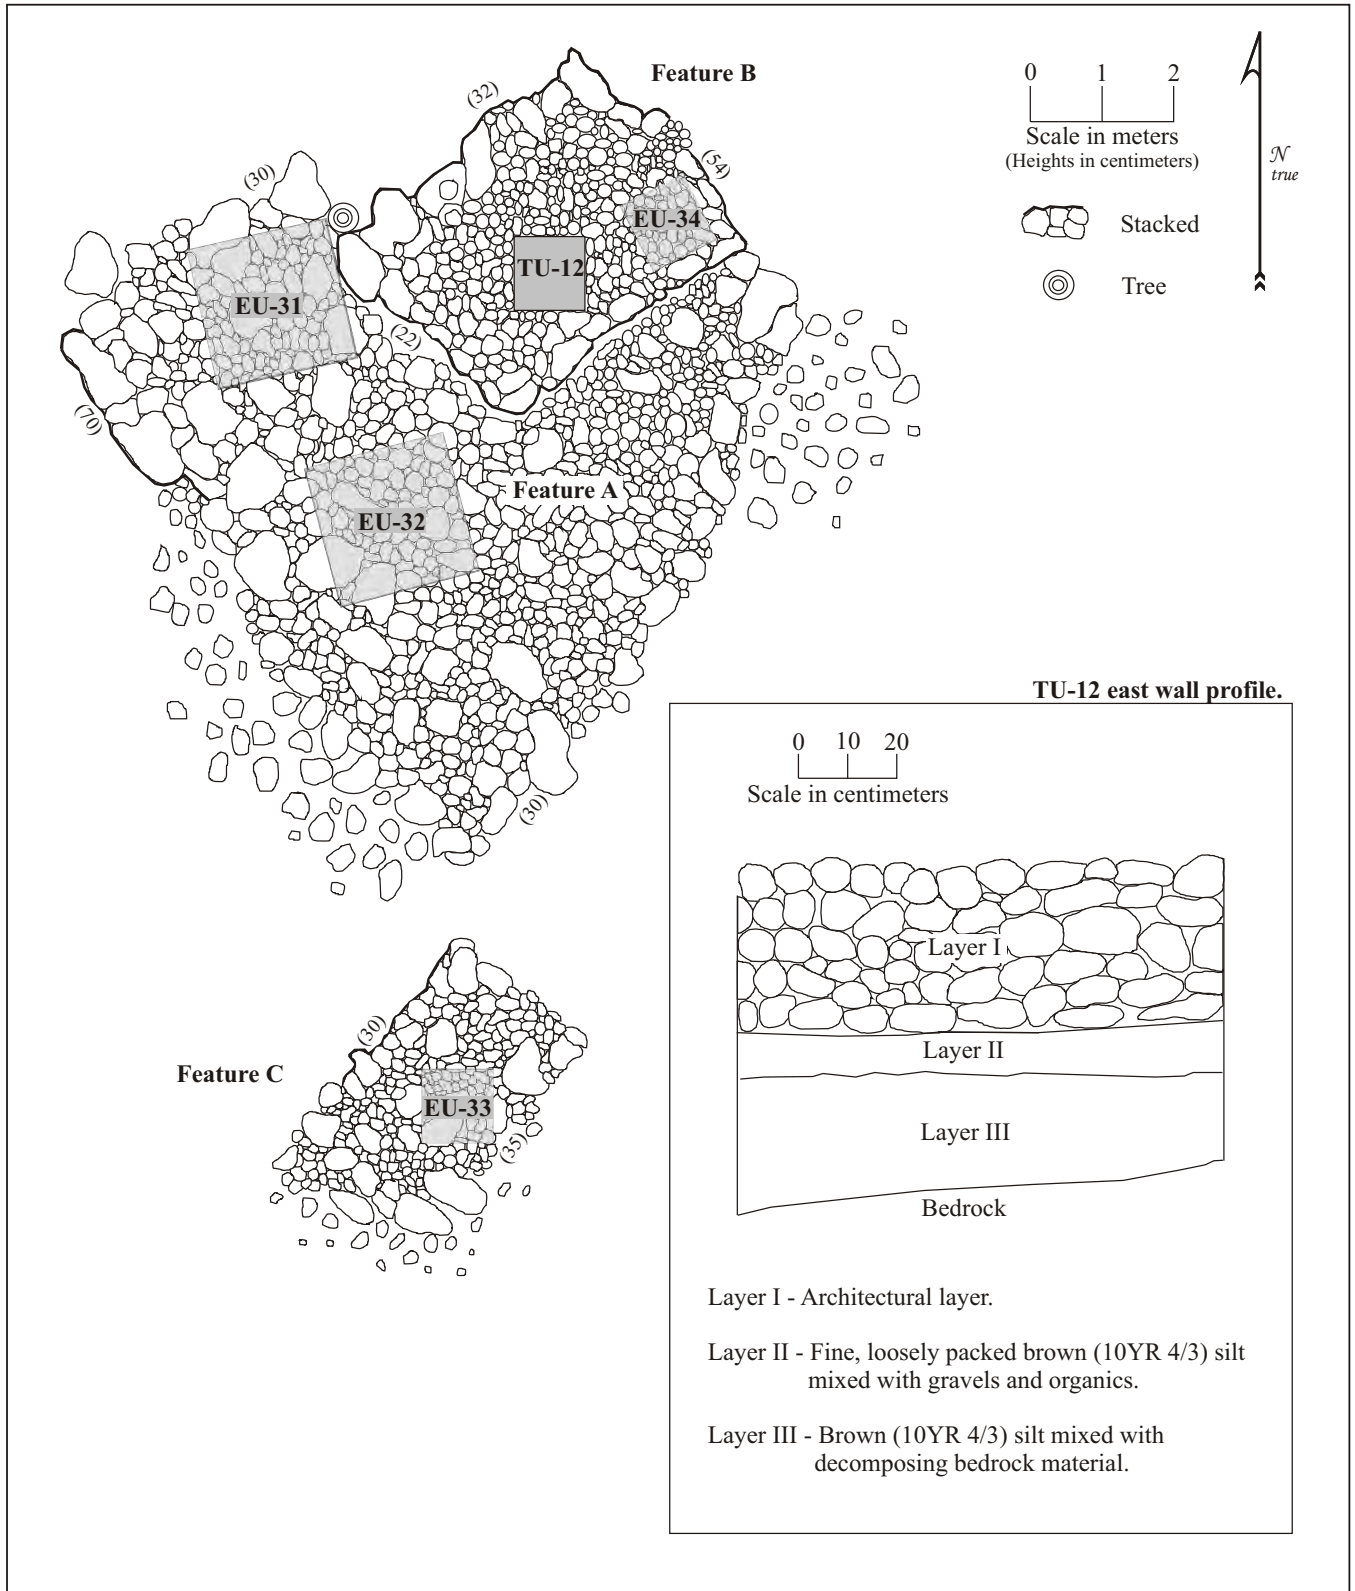 Feature B
(32)
(54)
(30)
EU-34
TU-12
EU-31
(22)
(70)
Feature A
EU-32
(30)
0 1 2
Scale in meters
(Heights in centimeters)
N
true
Stacked
Tree
TU-12 east wall profile.
0 10 20
Scale in centimeters
Layer I
Layer II
Layer III
Bedrock
Layer I - Architectural layer.
Layer II - Fine, loosely packed brown (10YR 4/3) silt
mixed with gravels and organics.
Layer III - Brown (10YR 4/3) silt mixed with
decomposing bedrock material.
(30)
Feature C
EU-33
(35)